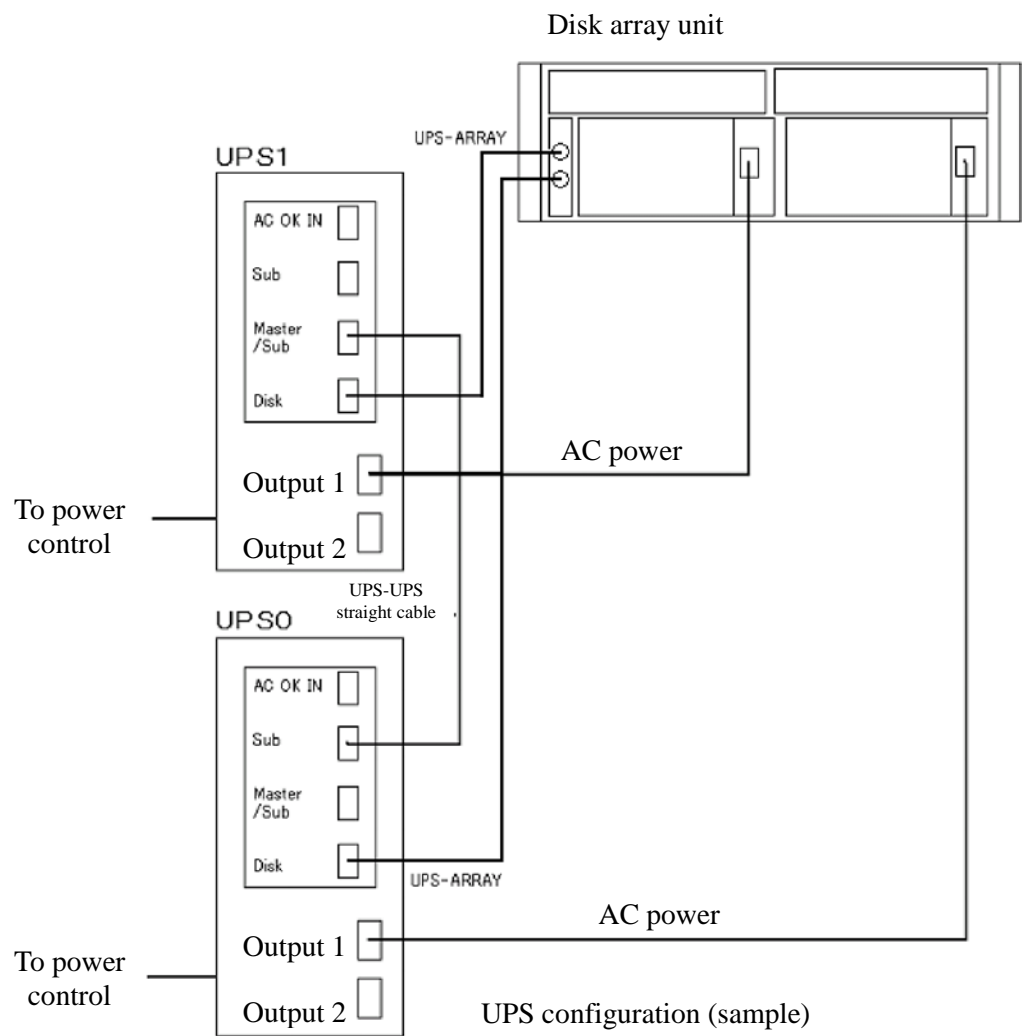 Disk array unit
UPS-ARRAY
UPS1
AC OK IN
Sub
Master
/Sub
Disk
AC power
Output 1
To power
control
Output 2
UPS-UPS
straight cable
UPS0
AC OK IN
Sub
Master
/Sub
Disk
UPS-ARRAY
AC power
Output 1
To power
control
Output 2
UPS configuration (sample)